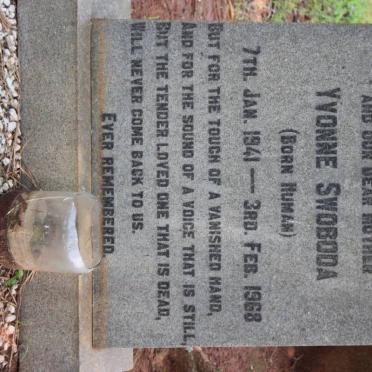 AND OUR DEAR MOTHER
YVONNE SWOBODA
(BORN HUMAN)
7TH. JAN. 1941 — 3RD. FEB. 1968
BUT FOR THE TOUCH OF A VANISHED HAND,
AND FOR THE SOUND OF A VOICE THAT IS STILL,
BUT THE TENDER LOVED ONE THAT IS DEAD,
WILL NEVER COME BACK TO US.
EVER REMEMBERED